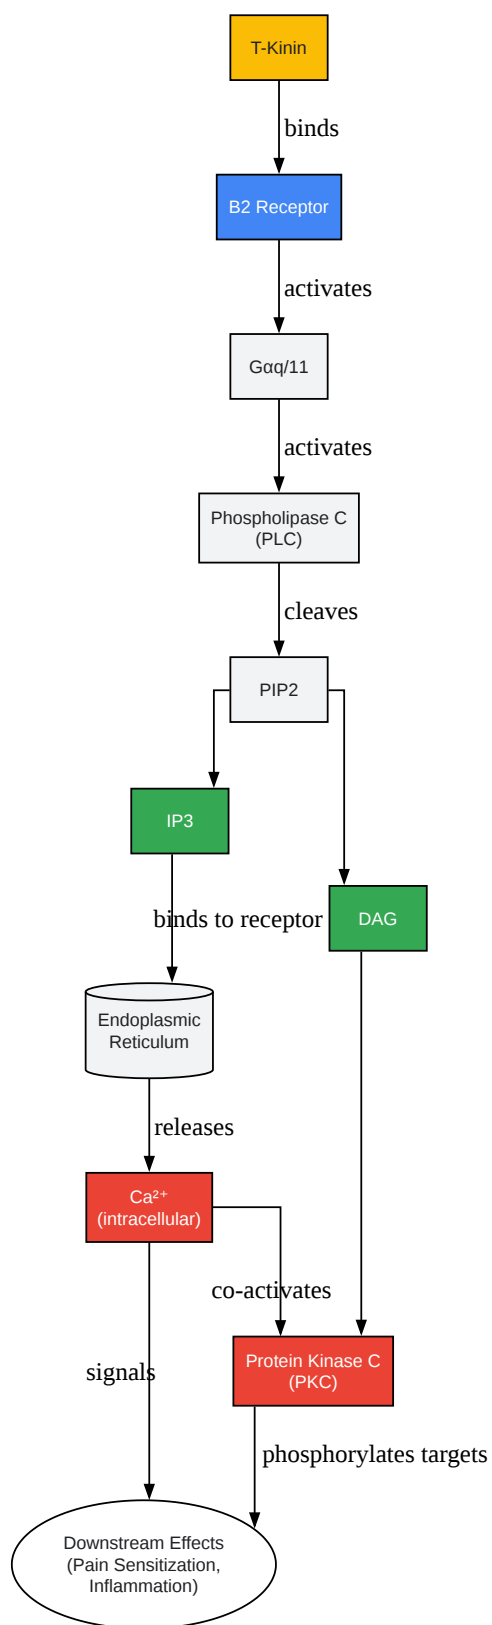 T-Kinin
binds
B2 Receptor
activates
Gαq/11
activates
Phospholipase C
(PLC)
cleaves
PIP2
IP3
binds to receptor
DAG
Endoplasmic
Reticulum
releases
Ca²⁺
(intracellular)
co-activates
Protein Kinase C
(PKC)
signals
phosphorylates targets
Downstream Effects
(Pain Sensitization,
Inflammation)